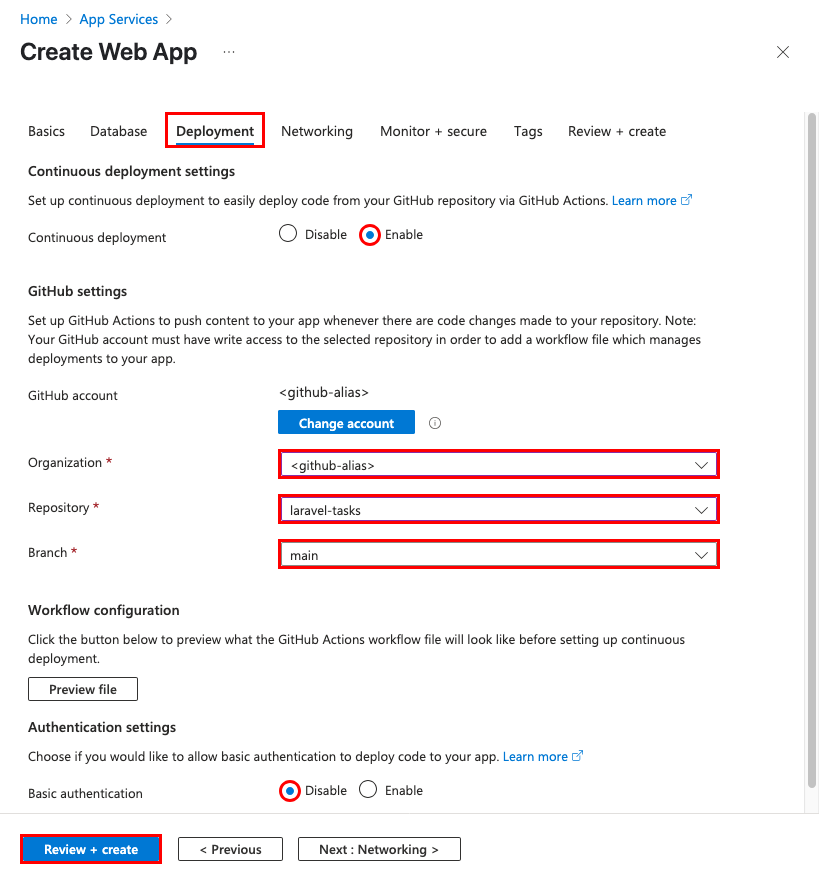 Home > App Services >
Create Web App ...
Basics Database Deployment Networking Monitor + secure Tags Review + create
Continuous deployment settings
Set up continuous deployment to easily deploy code from your GitHub repository via GitHub Actions. Learn more
Continuous deployment Disable Enable
GitHub settings
Set up GitHub Actions to push content to your app whenever there are code changes made to your repository. Note:
Your GitHub account must have write access to the selected repository in order to add a workflow file which manages
deployments to your app.
GitHub account <github-alias>
Change account
Organization * <github-alias>
Repository * laravel-tasks
Branch * main
Workflow configuration
Click the button below to preview what the GitHub Actions workflow file will look like before setting up continuous
deployment.
Preview file
Authentication settings
Choose if you would like to allow basic authentication to deploy code to your app. Learn more
Basic authentication Disable Enable
Review + create < Previous Next : Networking >